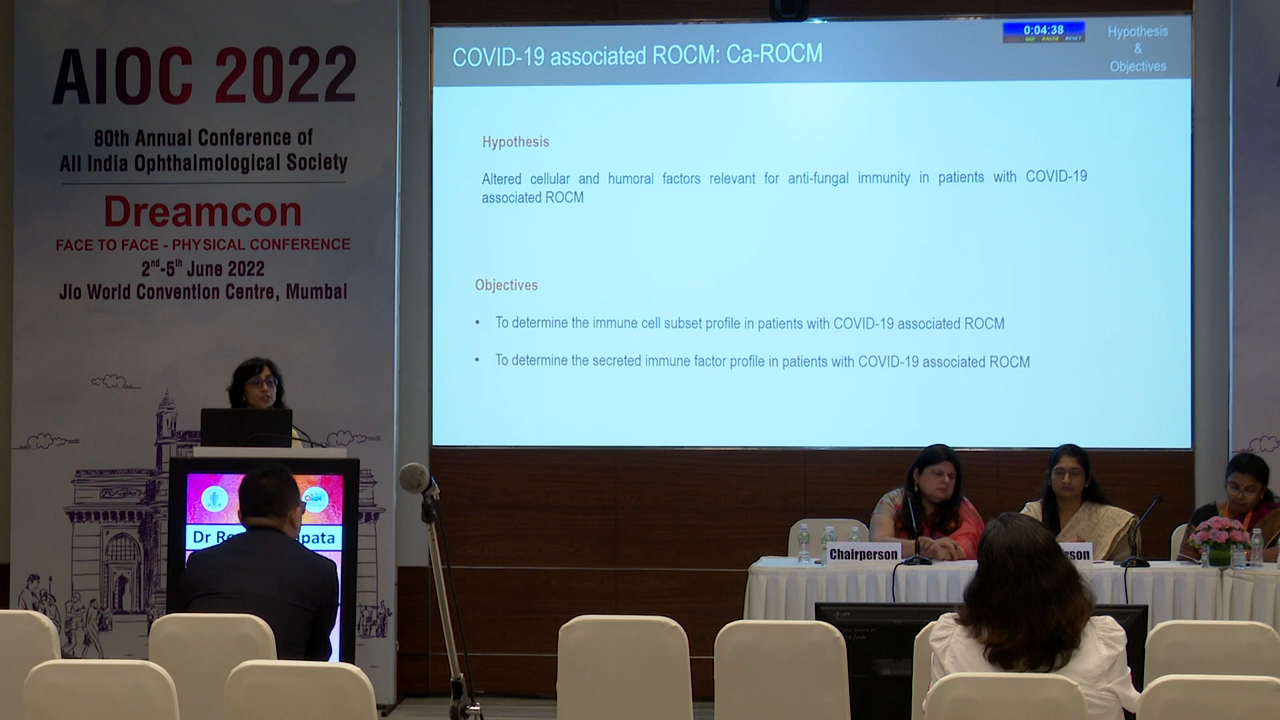 AIOC 2022
80th Annual Conference of
All India Ophthalmological Society
Dreamcon
FACE TO FACE - PHYSICAL CONFERENCE
2nd-5th June 2022
Jio World Convention Centre, Mumbai
COVID-19 associated ROCM: Ca-ROCM
0:04:38
Hypothesis
&
Objectives
Hypothesis
Altered cellular and humoral factors relevant for anti-fungal immunity in patients with COVID-19
associated ROCM
Objectives
• To determine the immune cell subset profile in patients with COVID-19 associated ROCM
• To determine the secreted immune factor profile in patients with COVID-19 associated ROCM
Dr
Chairperson